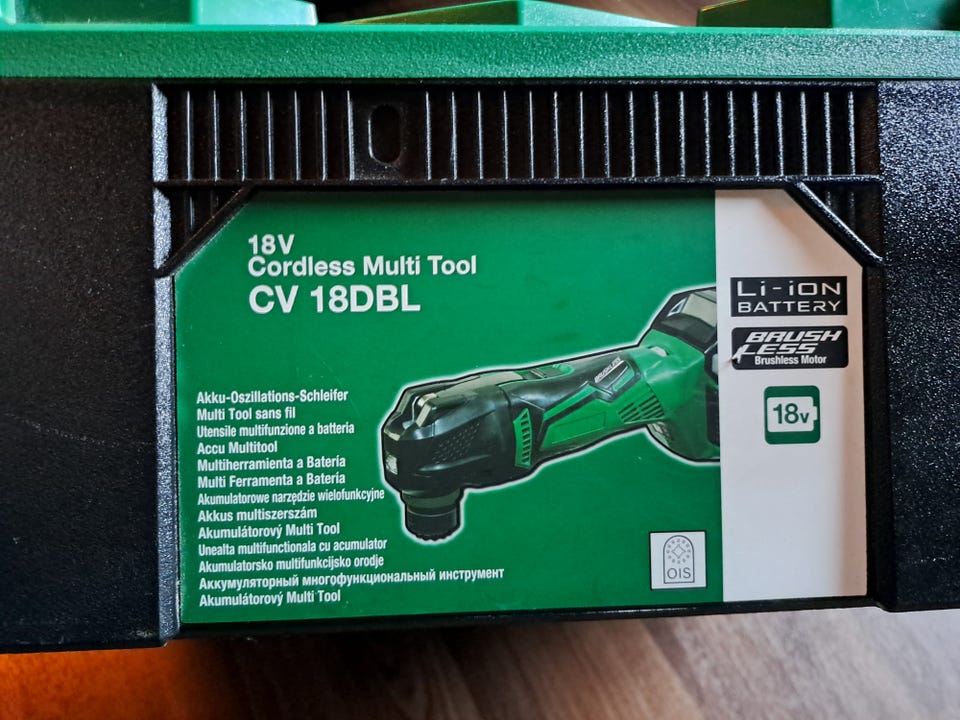 18V
Cordless Multi Tool
CV 18DBL
Li-ion
BATTERY
BRUSH
LESS
Brushless Motor
18v
BRUSHLESS
Akku-Oszillations-Schleifer
Multi Tool sans fil
Utensile multifunzione a batteria
Accu Multitool
Multiherramienta a Batería
Multi Ferramenta a Bateria
Akumulatorowe narzędzie wielofunkcyjne
Akkus multiszerszám
Akumulátorový Multi Tool
Unealta multifunctionala cu acumulator
Akumulatorsko multifunkcijsko orodje
Аккумуляторный многофункциональный инструмент
Akumulátorový Multi Tool
OIS